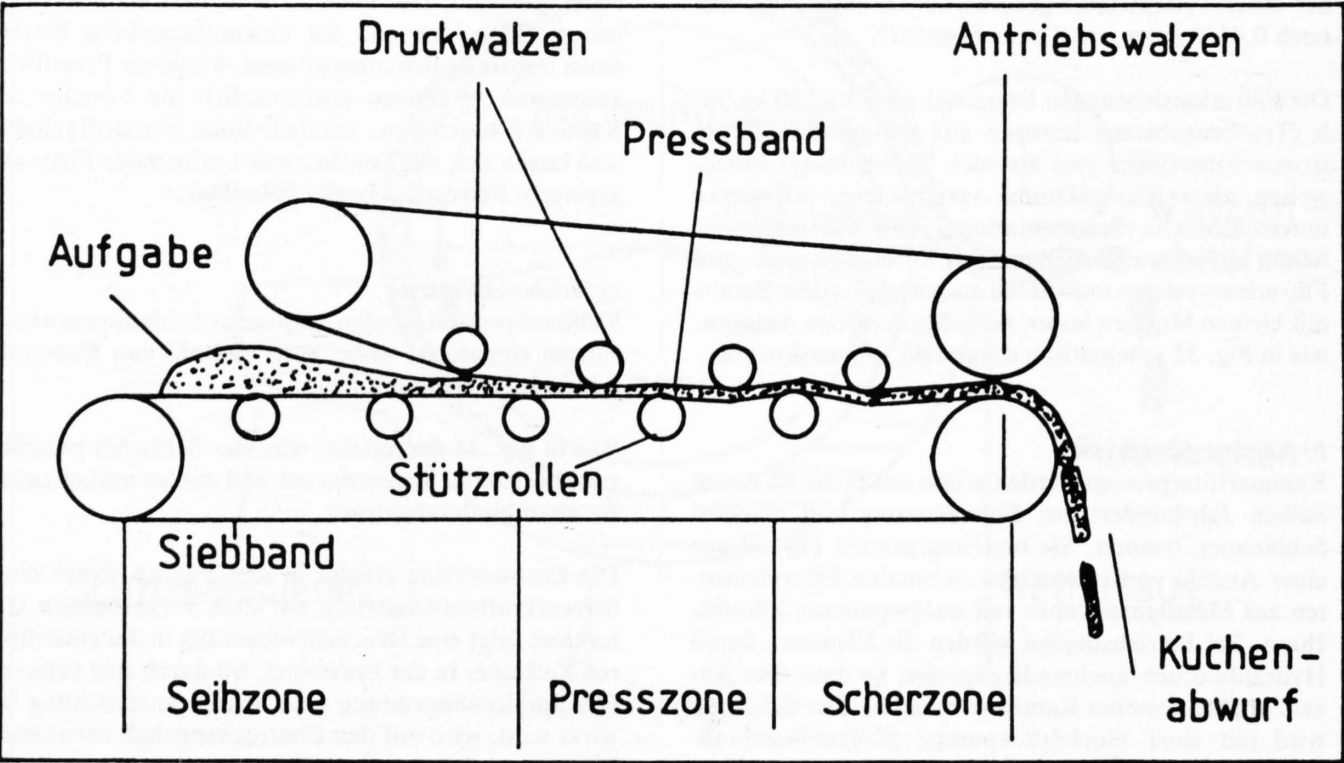 Druckwalzen
Antriebswalzen
Pressband
Aufgabe
Stützrollen
Siebband
Seihzone
Presszone
Scherzone
Kuchen-
abwurf